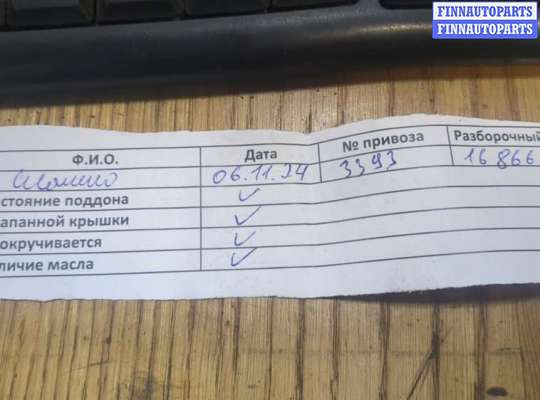 FINNAUTOPARTS
FINNAUTOPARTS
Ф.И.О. Дата № привоза Разборочный
06.11.24 3393 16866
стояние поддона
апанной крышки
окручивается
личие масла